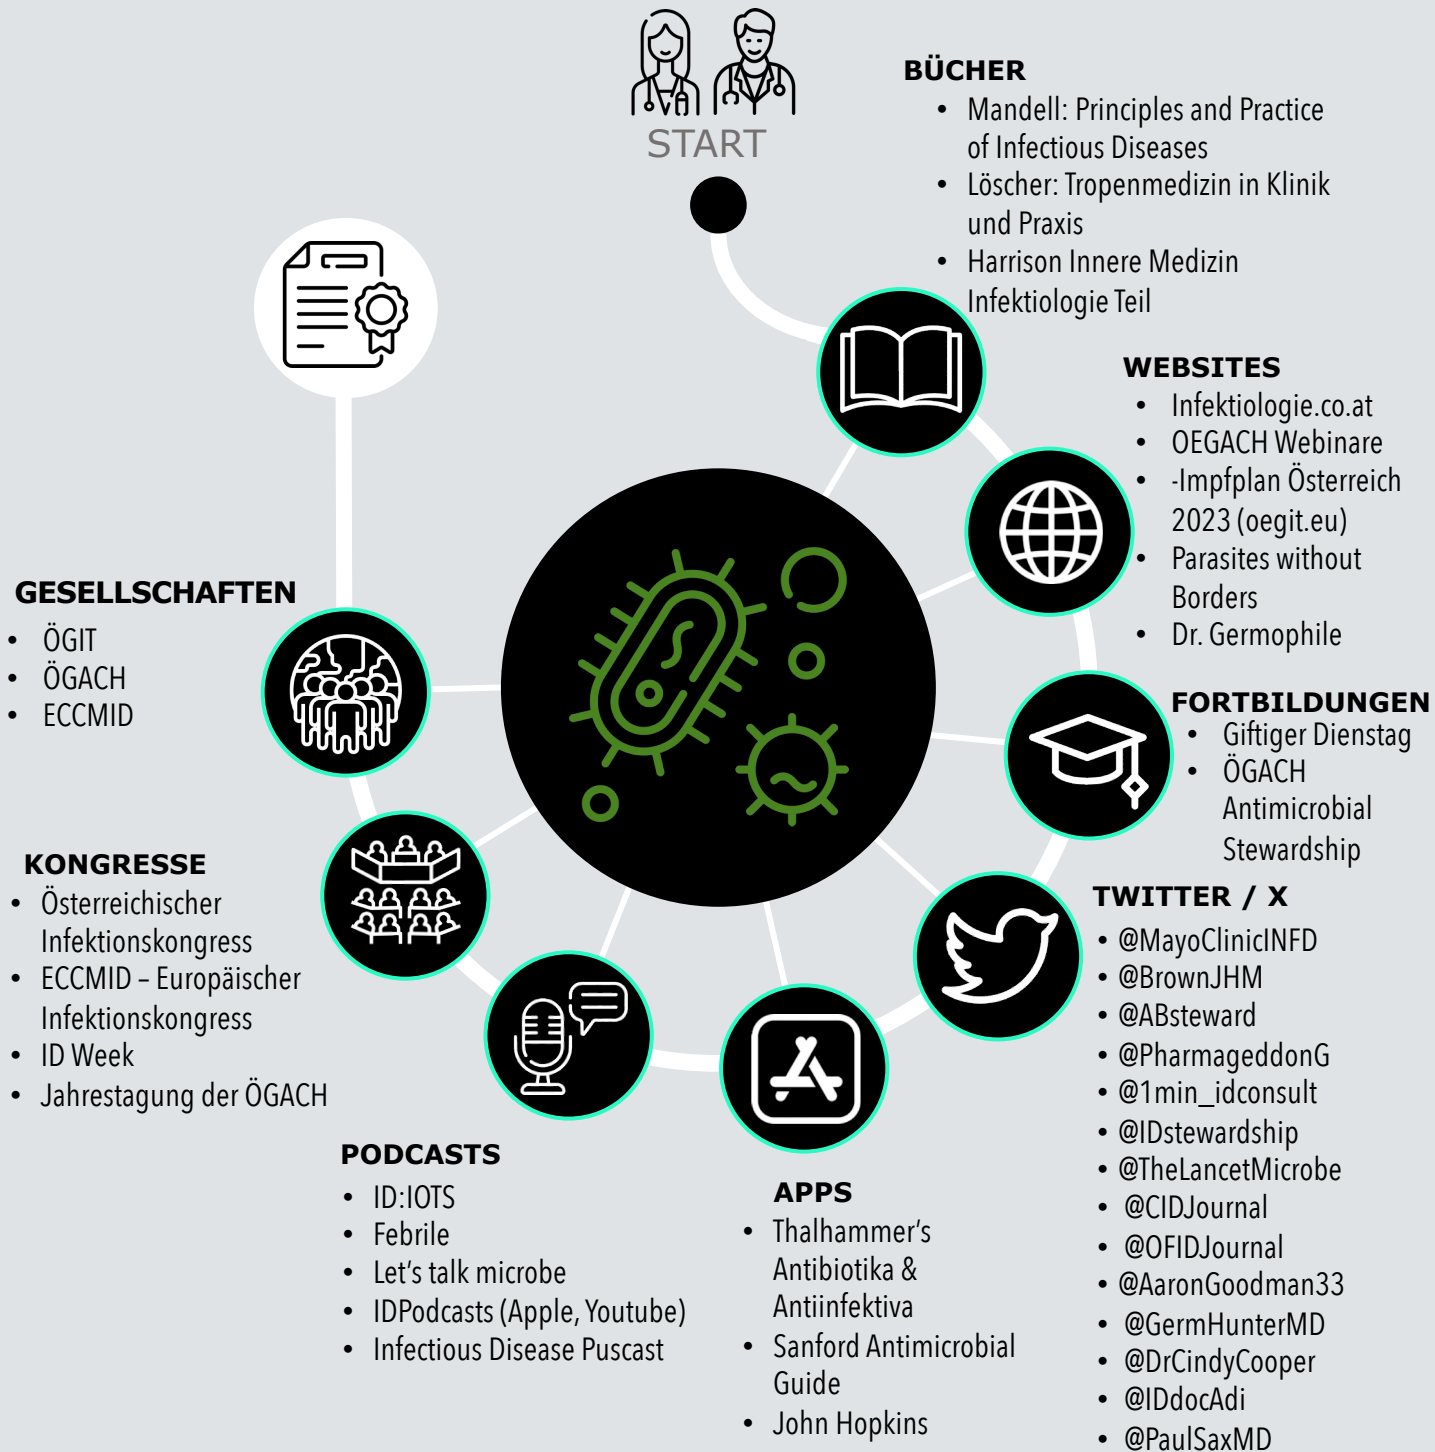 START
BÜCHER
• Mandell: Principles and Practice
of Infectious Diseases
• Löscher: Tropenmedizin in Klinik
und Praxis
• Harrison Innere Medizin
Infektiologie Teil
WEBSITES
• Infektiologie.co.at
• OEGACH Webinare
• -Impfplan Österreich
2023 (oegit.eu)
• Parasites without
Borders
• Dr. Germophile
FORTBILDUNGEN
• Giftiger Dienstag
• ÖGACH
Antimicrobial
Stewardship
TWITTER / X
• @MayoClinicINFD
• @BrownJHM
• @ABsteward
• @PharmageddonG
• @1min_idconsult
• @IDstewardship
• @TheLancetMicrobe
• @CIDJournal
• @OFIDJournal
• @AaronGoodman33
• @GermHunterMD
• @DrCindyCooper
• @IDdocAdi
• @PaulSaxMD
APPS
• Thalhammer‘s
Antibiotika &
Antiinfektiva
• Sanford Antimicrobial
Guide
• John Hopkins
PODCASTS
• ID:IOTS
• Febrile
• Let‘s talk microbe
• IDPodcasts (Apple, Youtube)
• Infectious Disease Puscast
KONGRESSE
• Österreichischer
Infektionskongress
• ECCMID – Europäischer
Infektionskongress
• ID Week
• Jahrestagung der ÖGACH
GESELLSCHAFTEN
• ÖGIT
• ÖGACH
• ECCMID